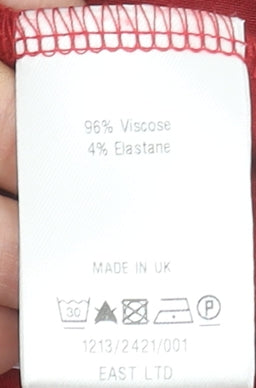 96% Viscose
4% Elastane
MADE IN UK
30 P
1213/2421/001
EAST LTD